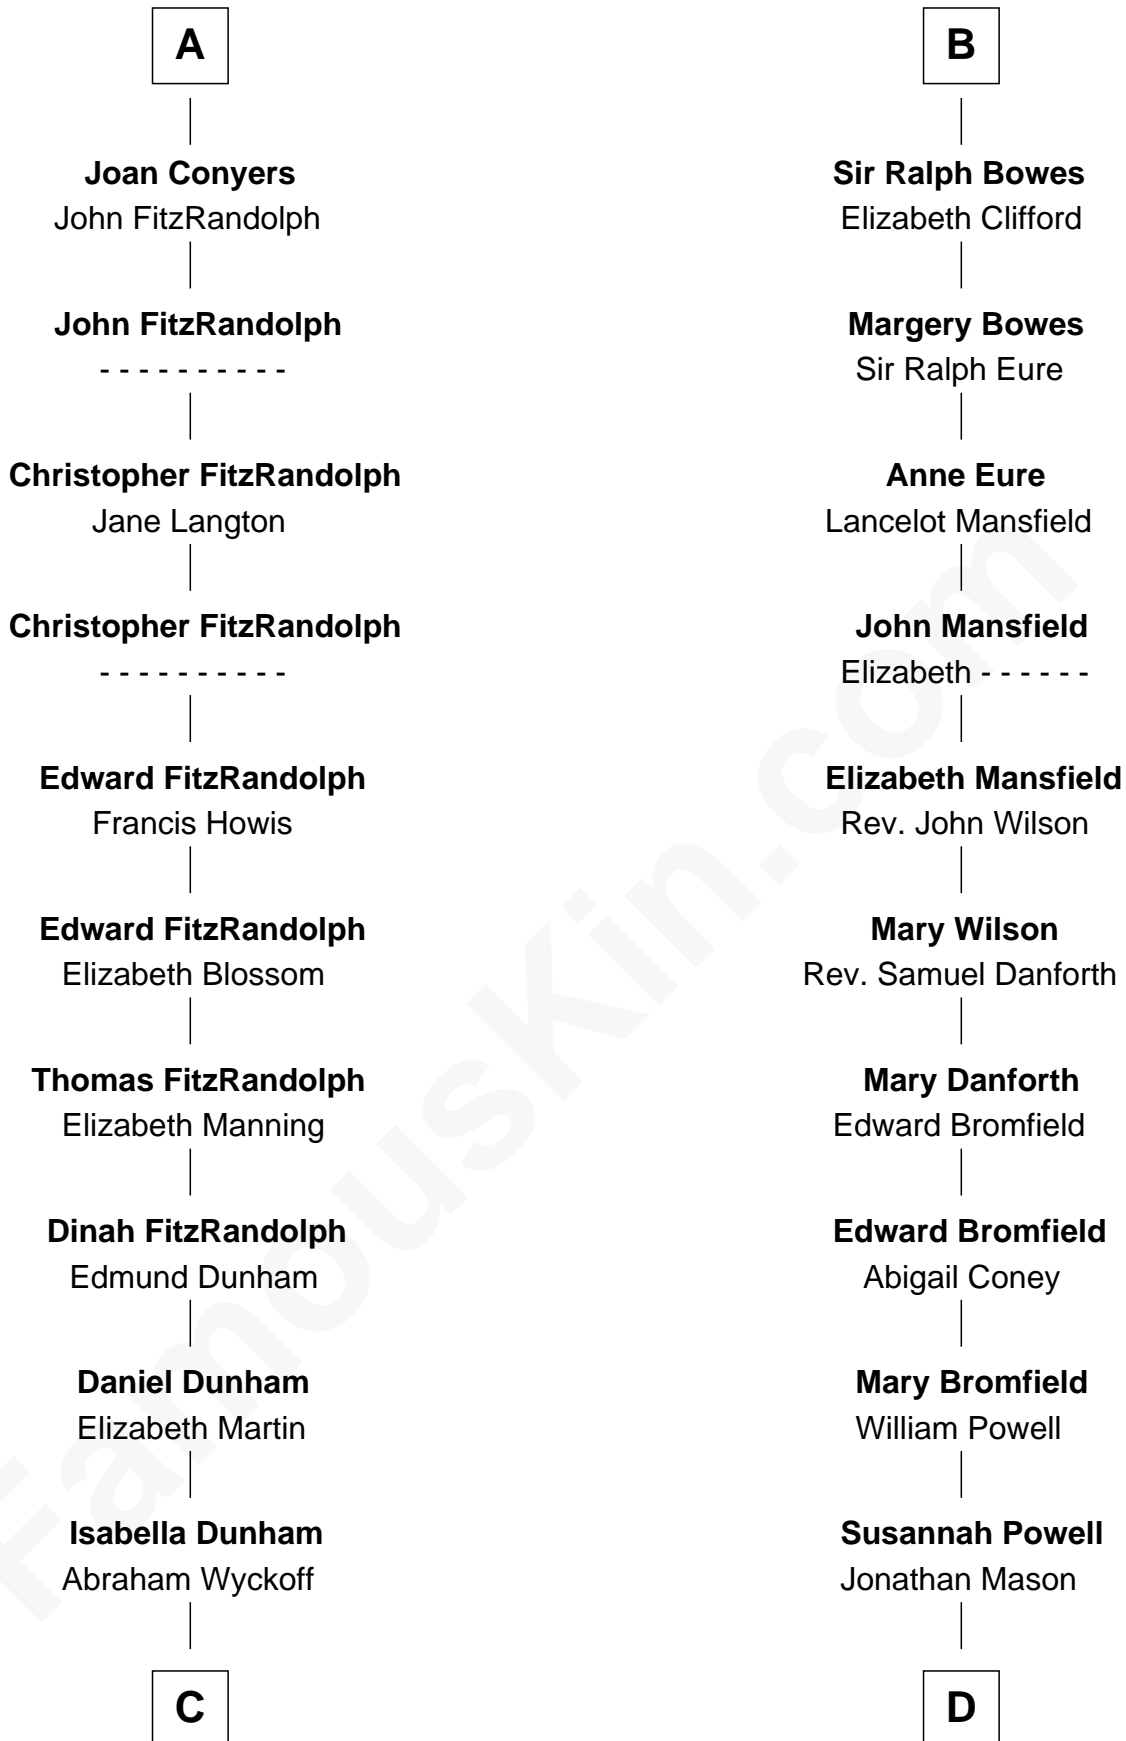 A
Joan Conyers
John FitzRandolph
John FitzRandolph
- - - - - - - - - -
Christopher FitzRandolph
Jane Langton
Christopher FitzRandolph
- - - - - - - - - -
Edward FitzRandolph
Francis Howis
Edward FitzRandolph
Elizabeth Blossom
Thomas FitzRandolph
Elizabeth Manning
Dinah FitzRandolph
Edmund Dunham
Daniel Dunham
Elizabeth Martin
Isabella Dunham
Abraham Wyckoff
C
B
Sir Ralph Bowes
Elizabeth Clifford
Margery Bowes
Sir Ralph Eure
Anne Eure
Lancelot Mansfield
John Mansfield
Elizabeth - - - - - -
Elizabeth Mansfield
Rev. John Wilson
Mary Wilson
Rev. Samuel Danforth
Mary Danforth
Edward Bromfield
Edward Bromfield
Abigail Coney
Mary Bromfield
William Powell
Susannah Powell
Jonathan Mason
D
FamousKin.com